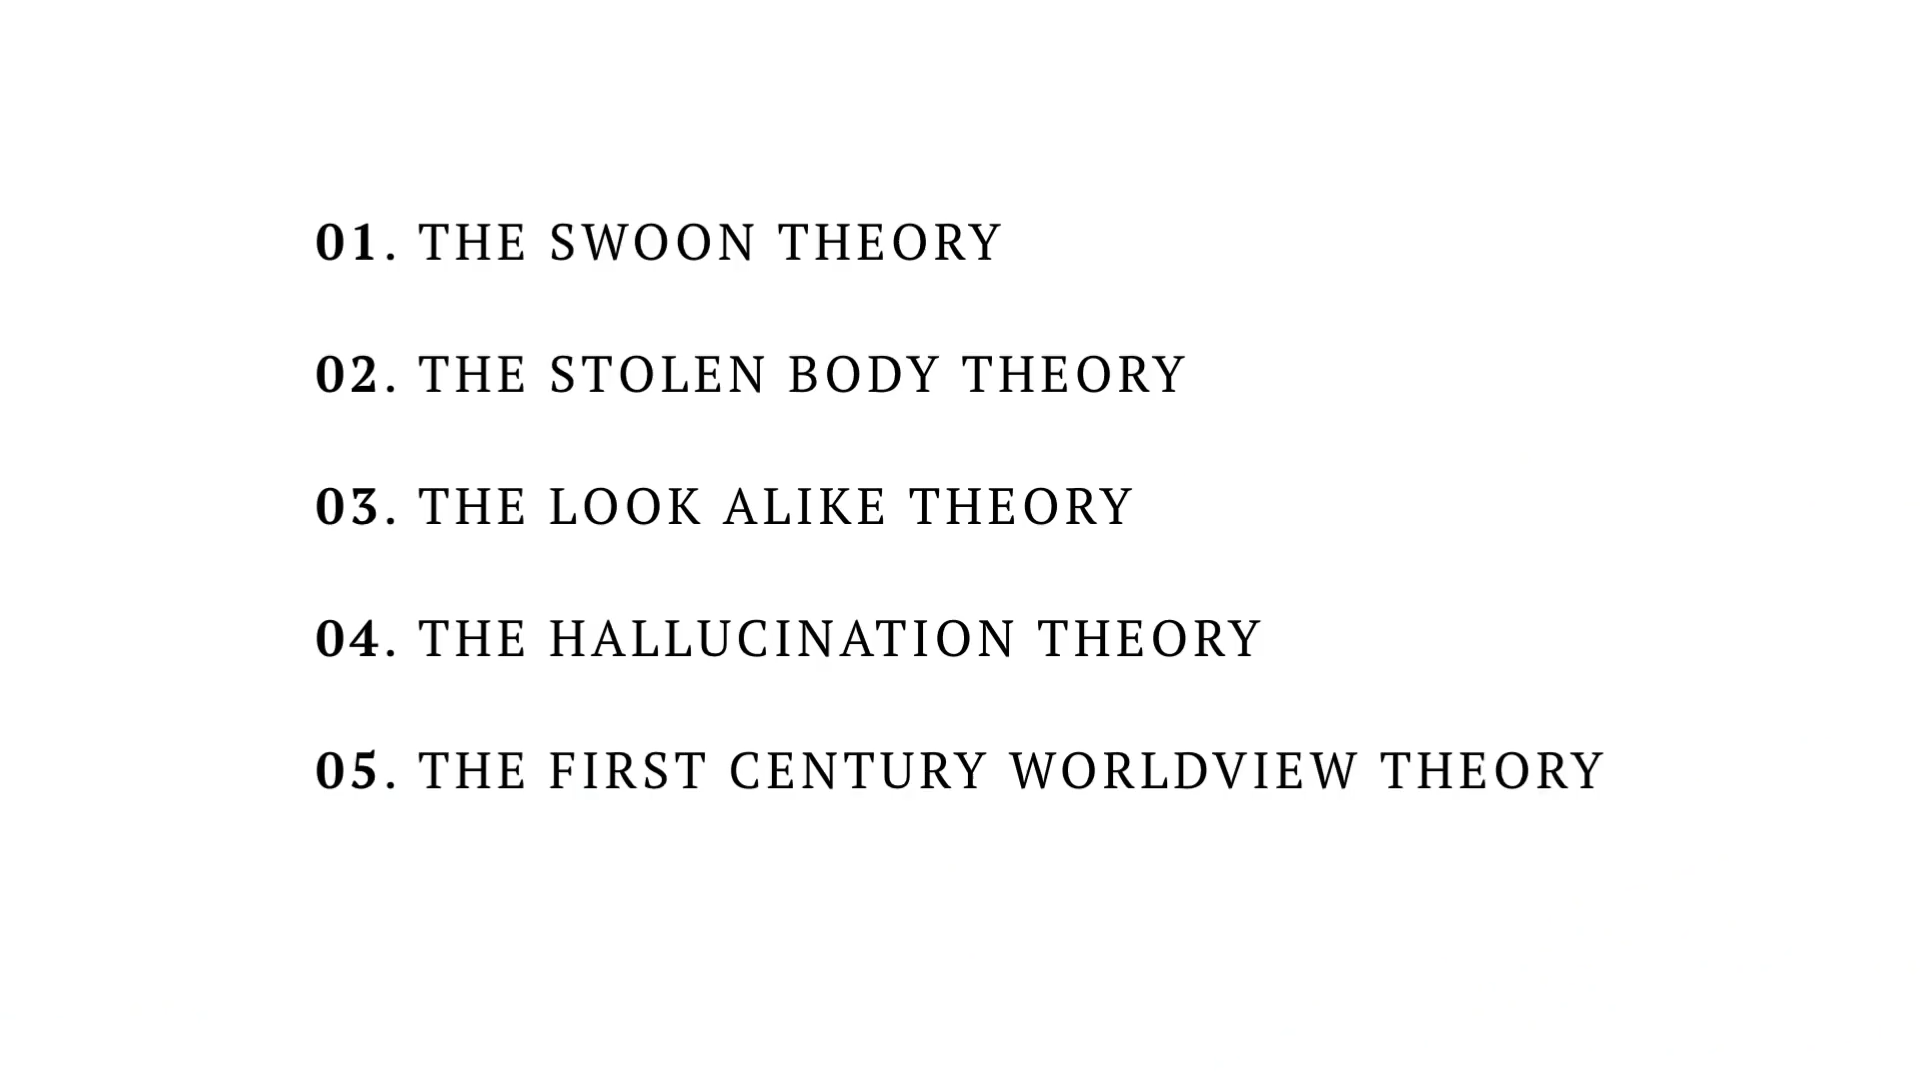 01. THE SWOON THEORY
02. THE STOLEN BODY THEORY
03. THE LOOK ALIKE THEORY
04. THE HALLUCINATION THEORY
05. THE FIRST CENTURY WORLDVIEW THEORY